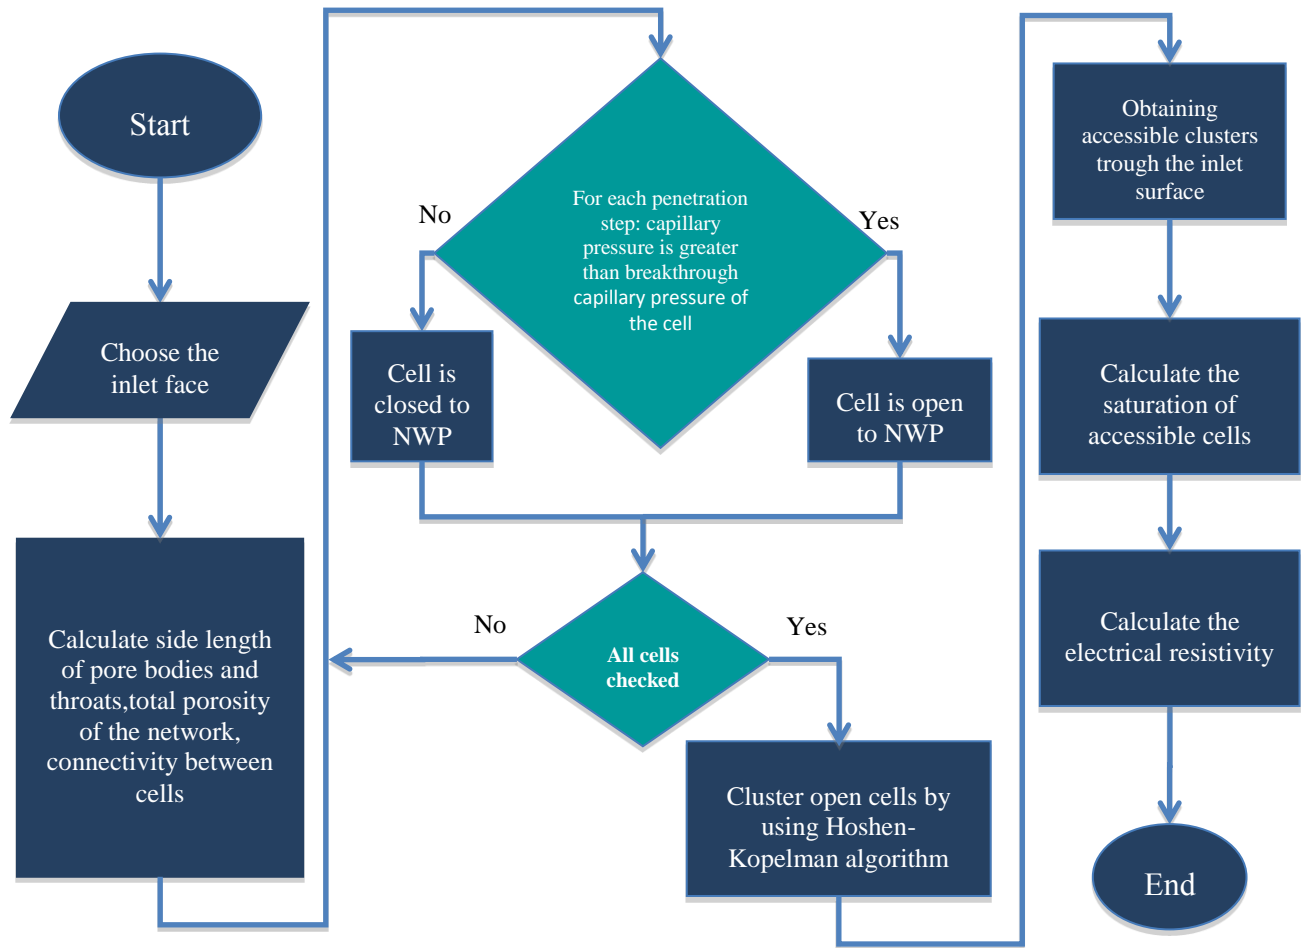 Start
Choose the
inlet face
Calculate side length
of pore bodies and
throats,total porosity
of the network,
connectivity between
cells
For each penetration
step: capillary
pressure is greater
than breakthrough
capillary pressure of
the cell
No
Yes
Cell is
closed to
NWP
Cell is open
to NWP
All cells
checked
No
Yes
Cluster open cells by
using Hoshen-
Kopelman algorithm
Obtaining
accessible clusters
trough the inlet
surface
Calculate the
saturation of
accessible cells
Calculate the
electrical resistivity
End